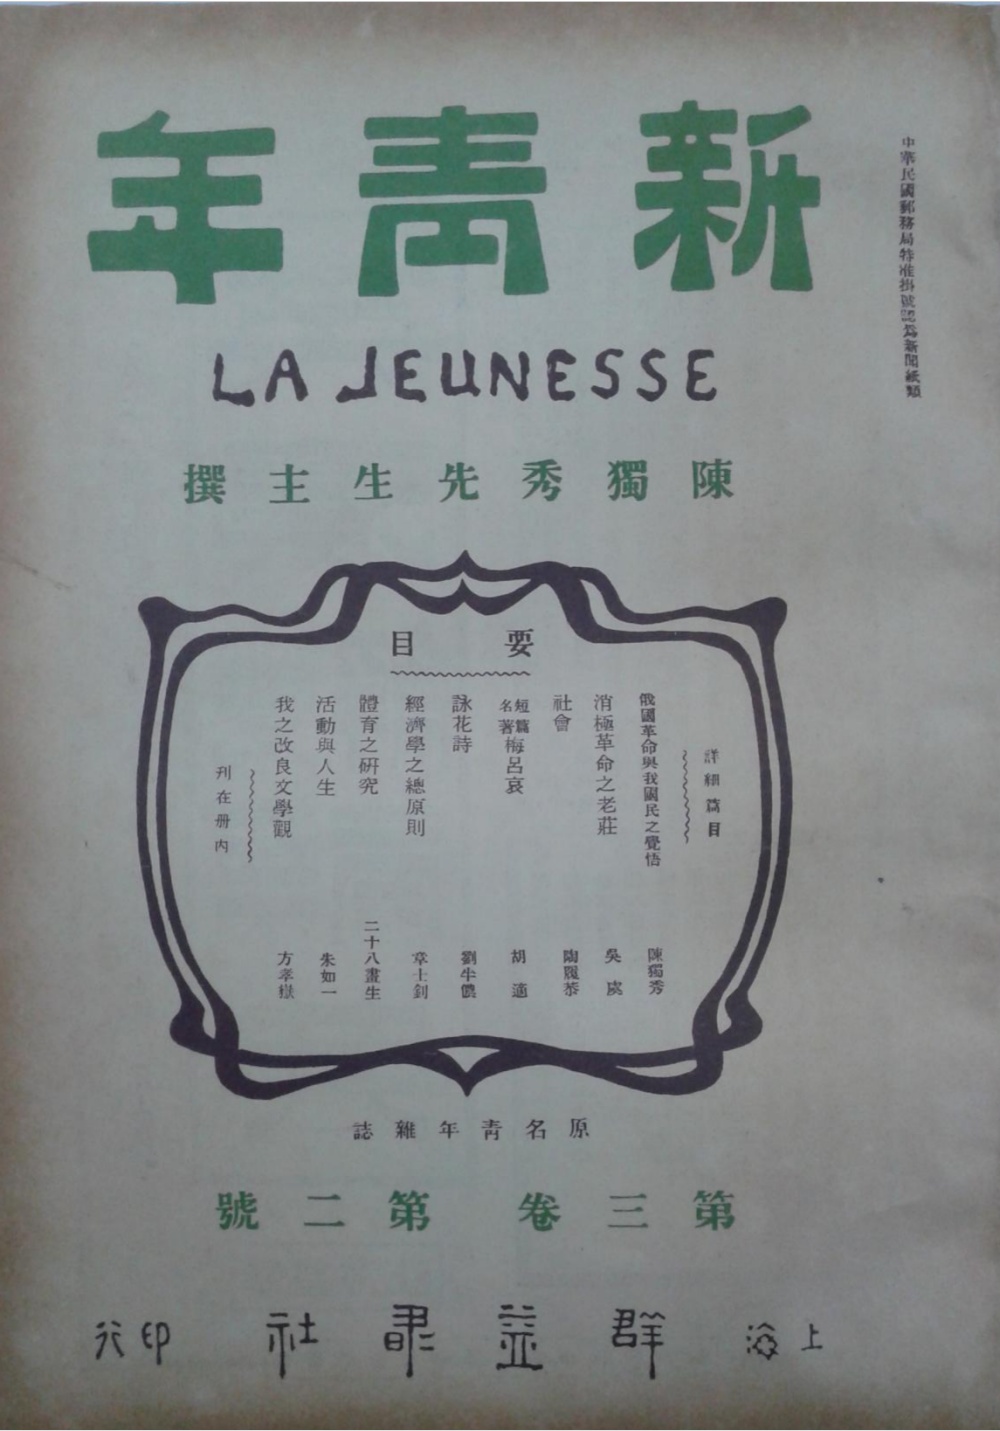 中華民國郵務局特准掛號認爲新聞紙類
新青年
LA JEUNESSE
陳獨秀先生主撰
要目
詳細篇目
俄國革命與我國民之覺悟 陳獨秀
消極革命之老莊 吳虞
社會 陶履恭
短篇名著 梅呂哀 胡適
詠花詩 劉半儂
經濟學之總原則 章士釗
體育之研究 二十八畫生
活動與人生 朱如一
我之改良文學觀 方孝嶽
刊在册內
原名青年雜誌
第三卷第二號
上海群益書社印行